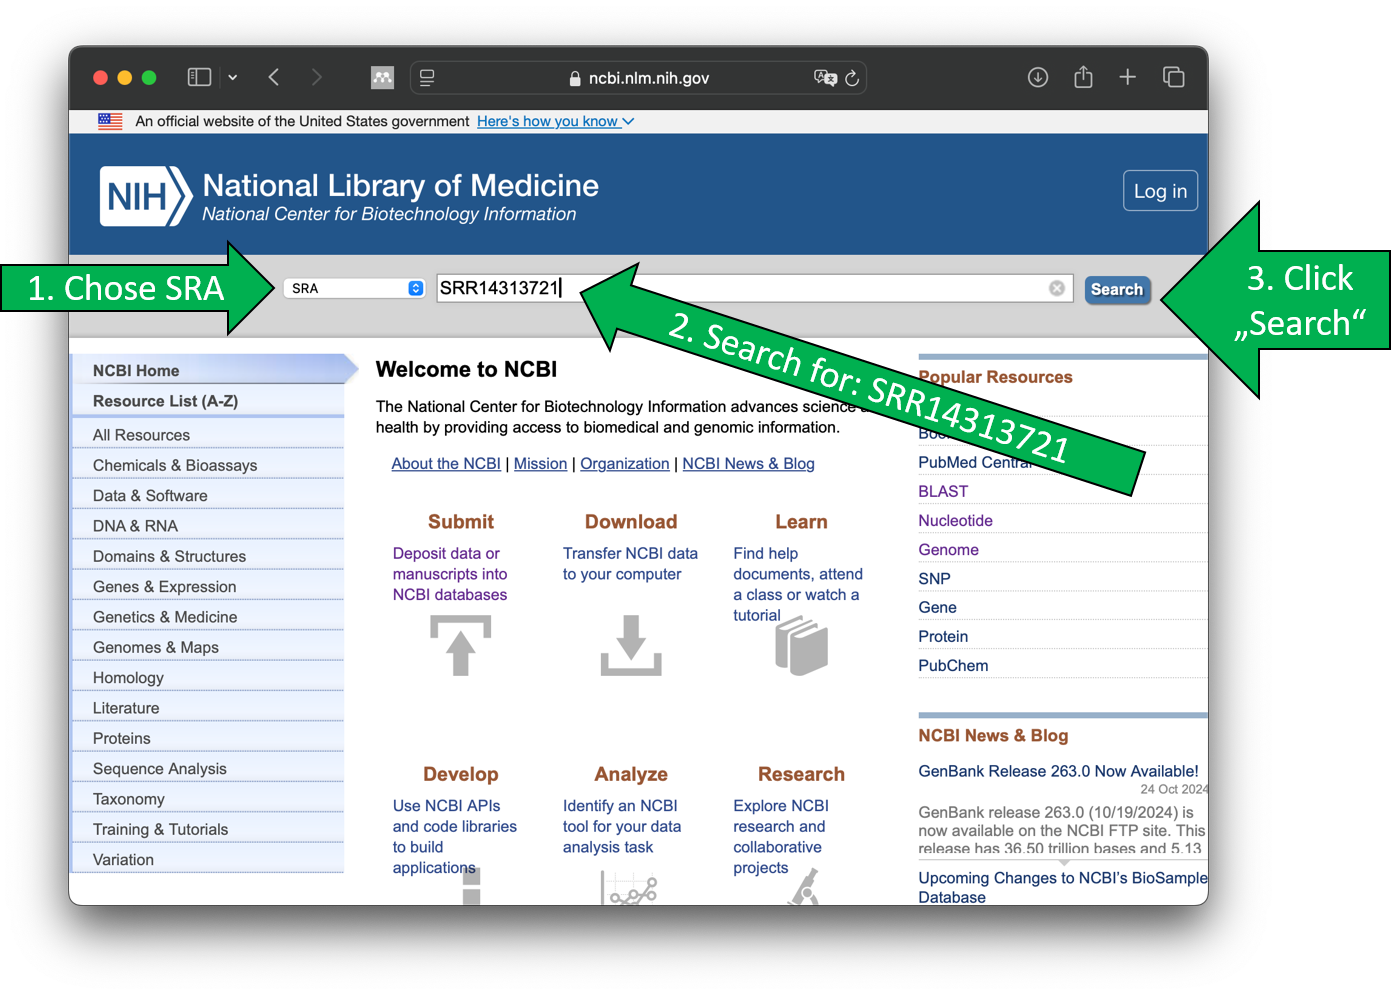 ncbi.nlm.nih.gov
An official website of the United States government Here's how you know
NIH National Library of Medicine
National Center for Biotechnology Information
Log in
1. Chose SRA
SRA
SRR14313721
Search
2. Search for: SRR14313721
3. Click
„Search“
NCBI Home
Resource List (A-Z)
All Resources
Chemicals & Bioassays
Data & Software
DNA & RNA
Domains & Structures
Genes & Expression
Genetics & Medicine
Genomes & Maps
Homology
Literature
Proteins
Sequence Analysis
Taxonomy
Training & Tutorials
Variation
Welcome to NCBI
The National Center for Biotechnology Information advances science
health by providing access to biomedical and genomic information.
About the NCBI | Mission | Organization | NCBI News & Blog
Submit
Deposit data or
manuscripts into
NCBI databases
Download
Transfer NCBI data
to your computer
Learn
Find help
documents, attend
a class or watch a
tutorial
Develop
Use NCBI APIs
and code libraries
to build
applications
Analyze
Identify an NCBI
tool for your data
analysis task
Research
Explore NCBI
research and
collaborative
projects
Popular Resources
PubMed Central
BLAST
Nucleotide
Genome
SNP
Gene
Protein
PubChem
NCBI News & Blog
GenBank Release 263.0 Now Available!
24 Oct 2024
GenBank release 263.0 (10/19/2024) is
now available on the NCBI FTP site. This
release has 36.50 trillion bases and 5.13
Upcoming Changes to NCBI's BioSample
Database